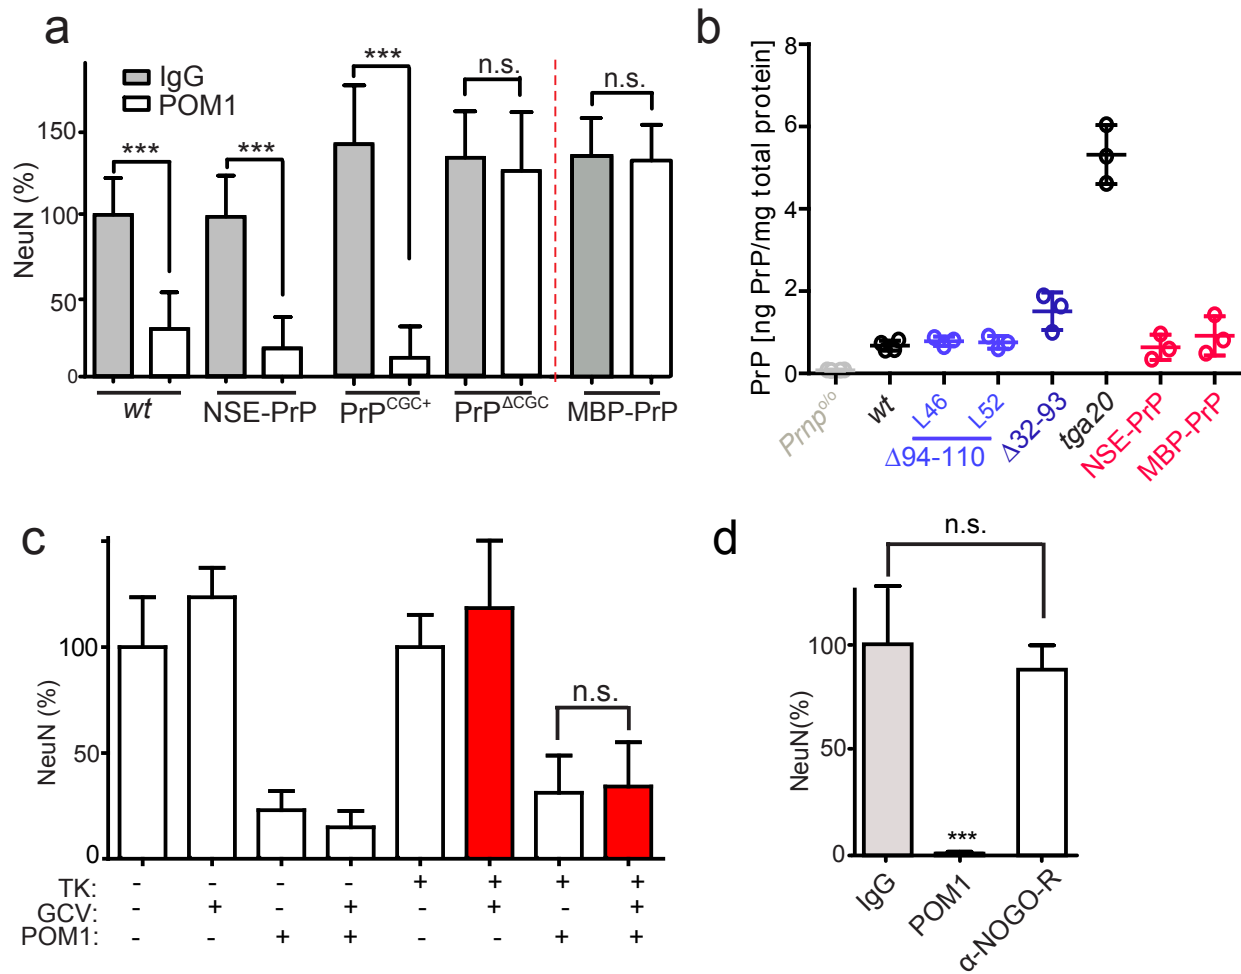 a
IgG
POM1
***
***
***
n.s.
n.s.
NeuN (%)
150
100
50
0
wt
NSE-PrP
PrP^CGC+
PrP^ΔCGC
MBP-PrP
b
PrP [ng PrP/mg total protein]
8
6
4
2
0
Prnp^o/o
wt
L46
L52
Δ94-110
Δ32-93
tga20
NSE-PrP
MBP-PrP
c
NeuN (%)
100
50
0
n.s.
TK: - - - - + + + +
GCV: - + - + - + - +
POM1: - - + + - - + +
d
n.s.
NeuN(%)
100
50
0
***
IgG
POM1
α-NOGO-R